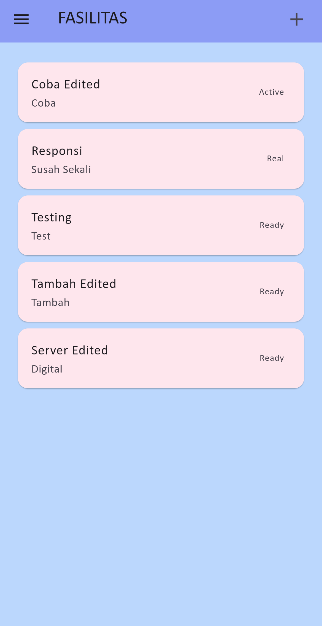 FASILITAS
Coba Edited
Coba
Active
Responsi
Susah Sekali
Real
Testing
Test
Ready
Tambah Edited
Tambah
Ready
Server Edited
Digital
Ready